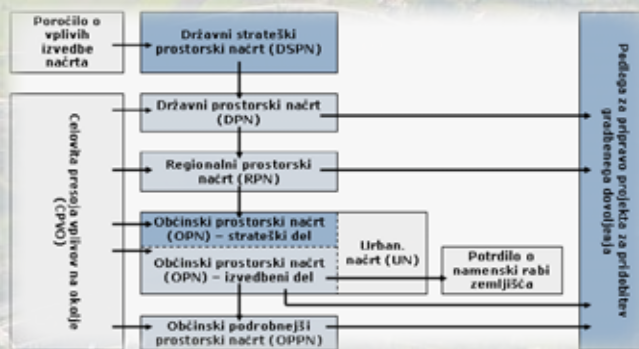 Poročilo o
vplivih
izvedbe
načrta
Državni strateški
prostorski načrt (DSPN)
Državni prostorski načrt
(DPN)
Regionalni prostorski
načrt (RPN)
Občinski prostorski načrt
(OPN) – strateški del
Občinski prostorski načrt
(OPN) – izvedbeni del
Urban.
načrt (UN)
Potrdilo o
namenski rabi
zemljišča
Občinski podrobnejši
prostorski načrt (OPPN)
Celovita presoja vplivov na okolje
(CPVO)
Podlega za pripravo projekta za pridobitev
gradbenega dovoljenja